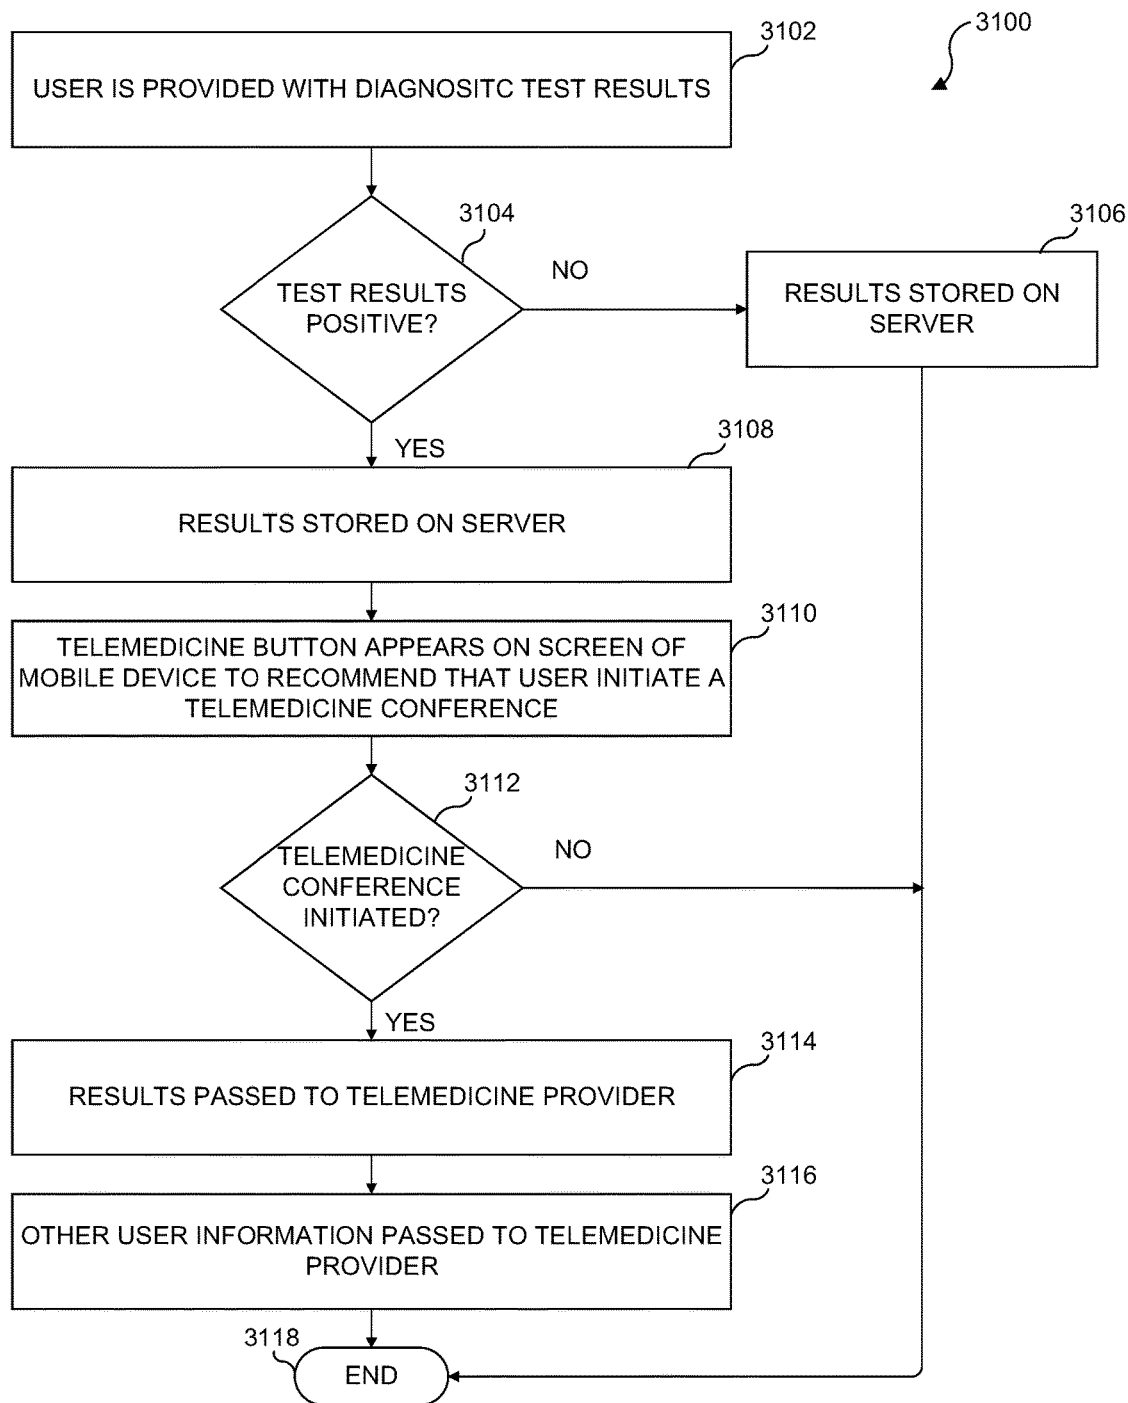 3100
3102
USER IS PROVIDED WITH DIAGNOSITC TEST RESULTS
3104
TEST RESULTS
POSITIVE?
NO
3106
RESULTS STORED ON
SERVER
YES
3108
RESULTS STORED ON SERVER
3110
TELEMEDICINE BUTTON APPEARS ON SCREEN OF
MOBILE DEVICE TO RECOMMEND THAT USER INITIATE A
TELEMEDICINE CONFERENCE
3112
TELEMEDICINE
CONFERENCE
INITIATED?
NO
YES
3114
RESULTS PASSED TO TELEMEDICINE PROVIDER
3116
OTHER USER INFORMATION PASSED TO TELEMEDICINE
PROVIDER
3118
END